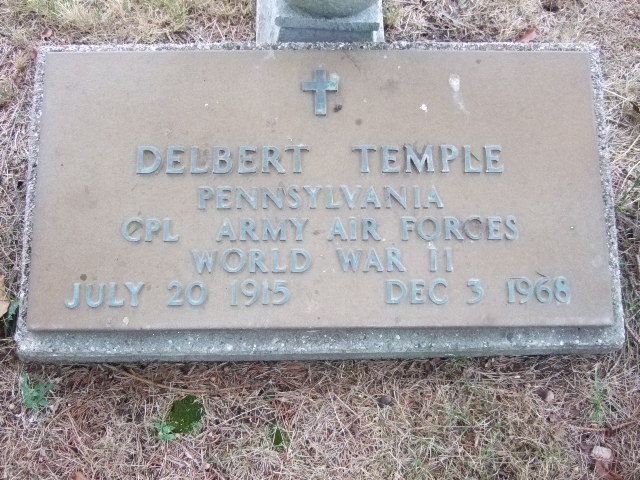 DELBERT TEMPLE
PENNSYLVANIA
CPL ARMY AIR FORCES
WORLD WAR II
JULY 20 1915 DEC 3 1968